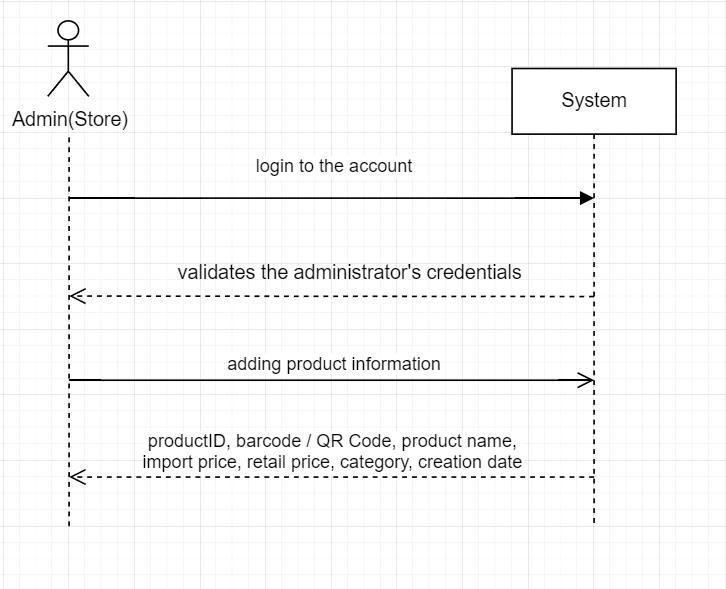 Admin(Store)
System
login to the account
validates the administrator's credentials
adding product information
productID, barcode / QR Code, product name,
import price, retail price, category, creation date